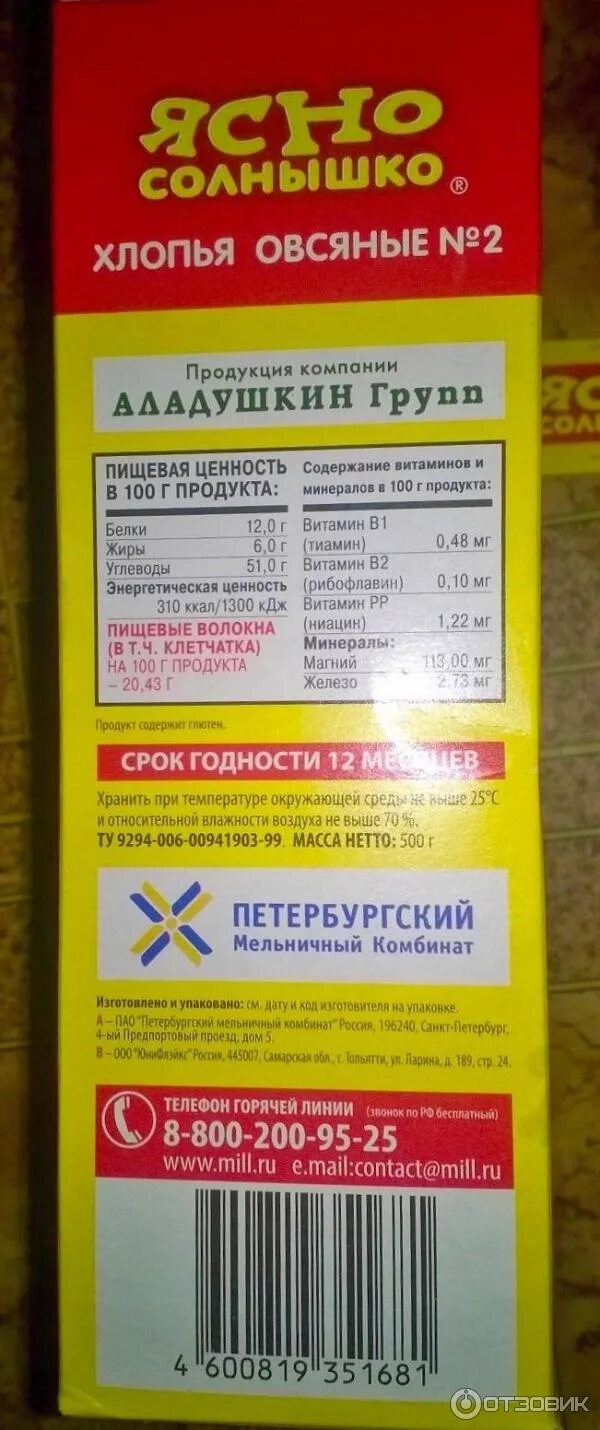 ЯСНО
СОЛНЫШКО®
ХЛОПЬЯ ОВСЯНЫЕ №2
Продукция компании
АЛАДУШКИН Групп
ПИЩЕВАЯ ЦЕННОСТЬ
В 100 Г ПРОДУКТА:
Белки 12,0 г
Жиры 6,0 г
Углеводы 51,0 г
Энергетическая ценность
310 ккал/1300 кДж
ПИЩЕВЫЕ ВОЛОКНА
(В Т.Ч. КЛЕТЧАТКА)
НА 100 Г ПРОДУКТА
– 20,43 Г
Содержание витаминов и
минералов в 100 г продукта:
Витамин В1
(тиамин) 0,48 мг
Витамин В2
(рибофлавин) 0,10 мг
Витамин РР
(ниацин) 1,22 мг
Минералы:
Магний 113,00 мг
Железо 2,73 мг
Продукт содержит глютен.
СРОК ГОДНОСТИ 12 МЕСЯЦЕВ
Хранить при температуре окружающей среды не выше 25°С
и относительной влажности воздуха не выше 70 %.
ТУ 9294-006-00941903-99. МАССА НЕТТО: 500 г
ПЕТЕРБУРГСКИЙ
Мельничный Комбинат
Изготовлено и упаковано: см. дату и код изготовителя на упаковке.
А – ПАО "Петербургский мельничный комбинат" Россия, 196240, Санкт-Петербург,
4-ый Предпортовый проезд, дом 5.
В – ООО "ЮниФлэйкс" Россия, 445007, Самарская обл., г. Тольятти, ул. Ларина, д. 189, стр. 24.
ТЕЛЕФОН ГОРЯЧЕЙ ЛИНИИ (звонок по РФ бесплатный)
8-800-200-95-25
www.mill.ru e.mail:contact@mill.ru
4 600819 351681
ЯС
СОЛ
ОТЗОВИК